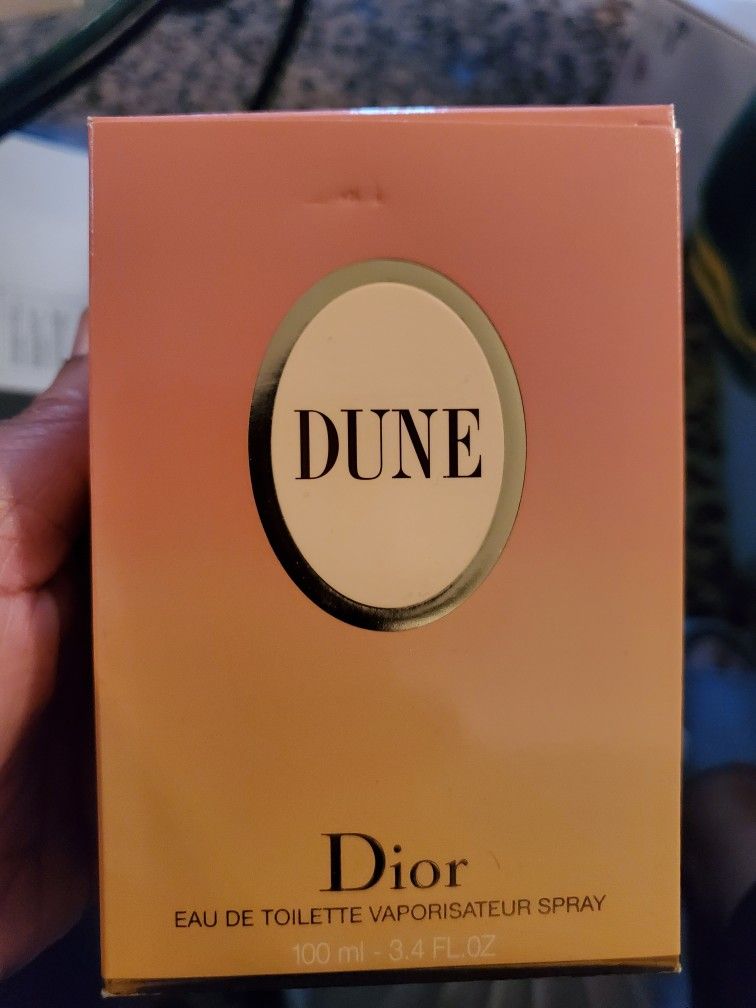 DUNE
Dior
EAU DE TOILETTE VAPORISATEUR SPRAY
100 ml - 3.4 FL.OZ